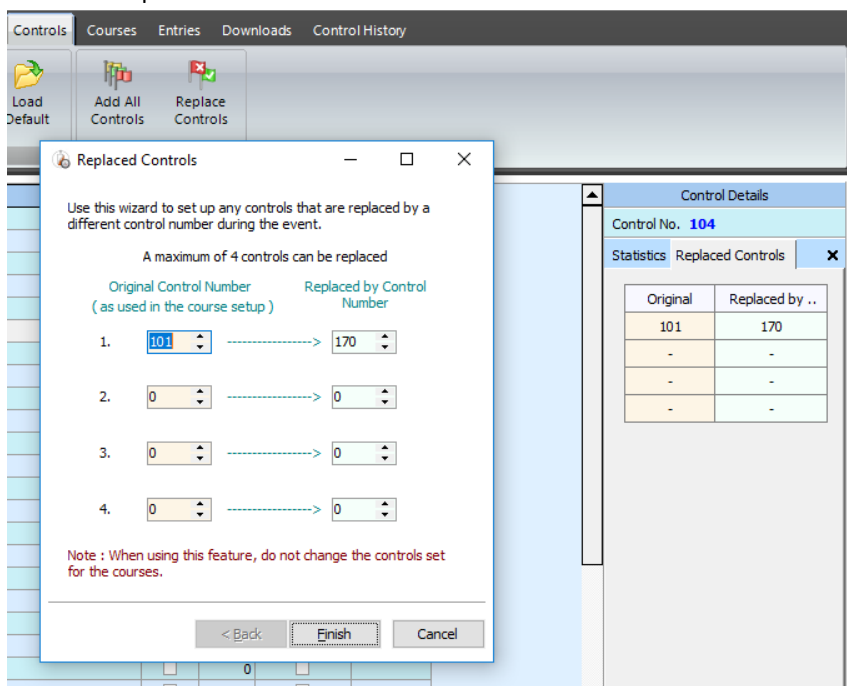 Controls Courses Entries Downloads Control History
Load Default
Add All Controls
Replace Controls
Replaced Controls
Use this wizard to set up any controls that are replaced by a
different control number during the event.
A maximum of 4 controls can be replaced
Original Control Number
( as used in the course setup )
Replaced by Control
Number
1. 101 -----------------> 170
2. 0 -----------------> 0
3. 0 -----------------> 0
4. 0 -----------------> 0
Note : When using this feature, do not change the controls set
for the courses.
< Back Finish Cancel
0
Control Details
Control No. 104
Statistics Replaced Controls x
Original Replaced by ..
101 170
- -
- -
- -